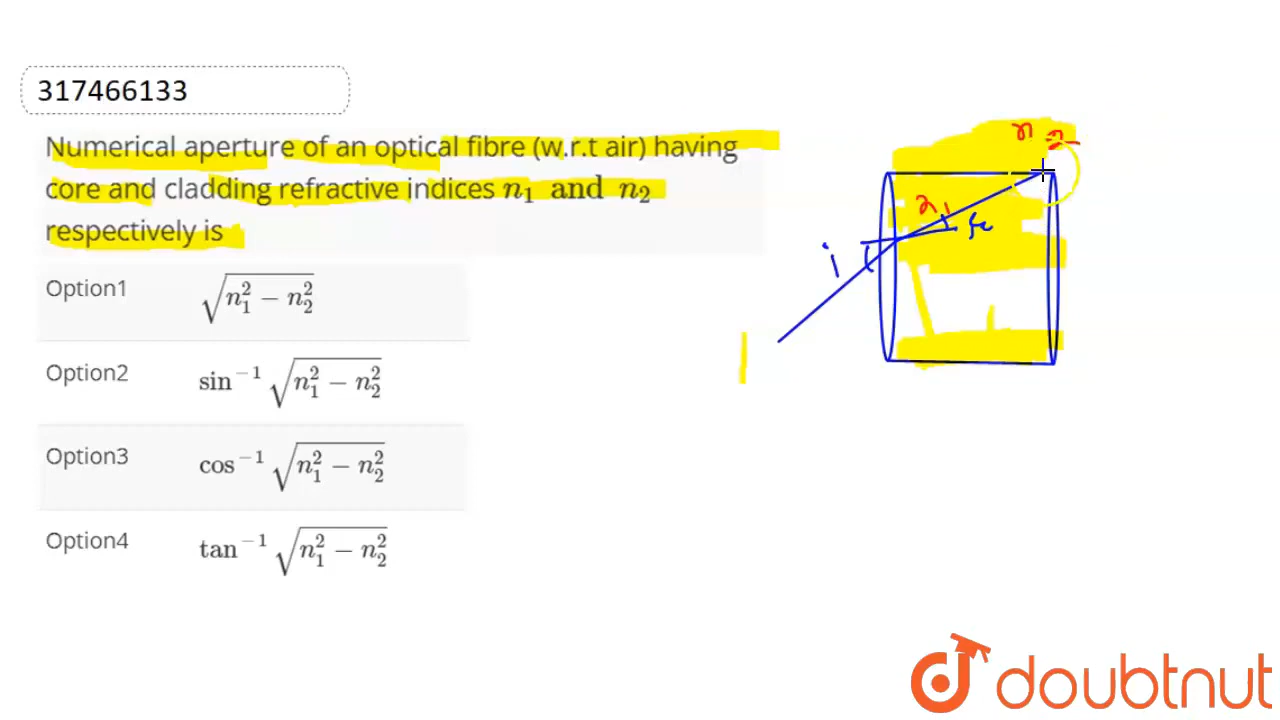 317466133
Numerical aperture of an optical fibre (w.r.t air) having
core and cladding refractive indices n₁ and n₂
respectively is
Option1 √(n₁² − n₂²)
Option2 sin⁻¹ √(n₁² − n₂²)
Option3 cos⁻¹ √(n₁² − n₂²)
Option4 tan⁻¹ √(n₁² − n₂²)
n 2
i
doubtnut